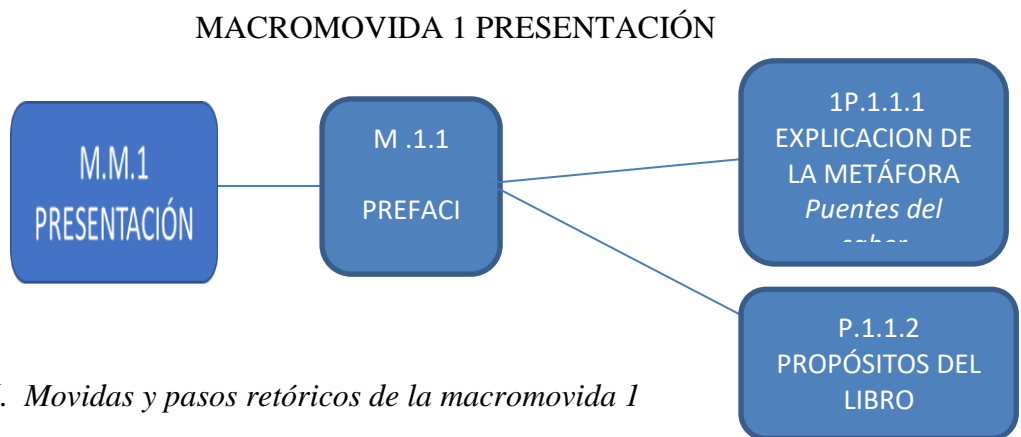 MACROMOVIDA 1 PRESENTACIÓN
M.M.1
PRESENTACIÓN
M .1.1
PREFACI
1P.1.1.1
EXPLICACION DE
LA METÁFORA
Puentes del
P.1.1.2
PROPÓSITOS DEL
LIBRO
. Movidas y pasos retóricos de la macromovida 1